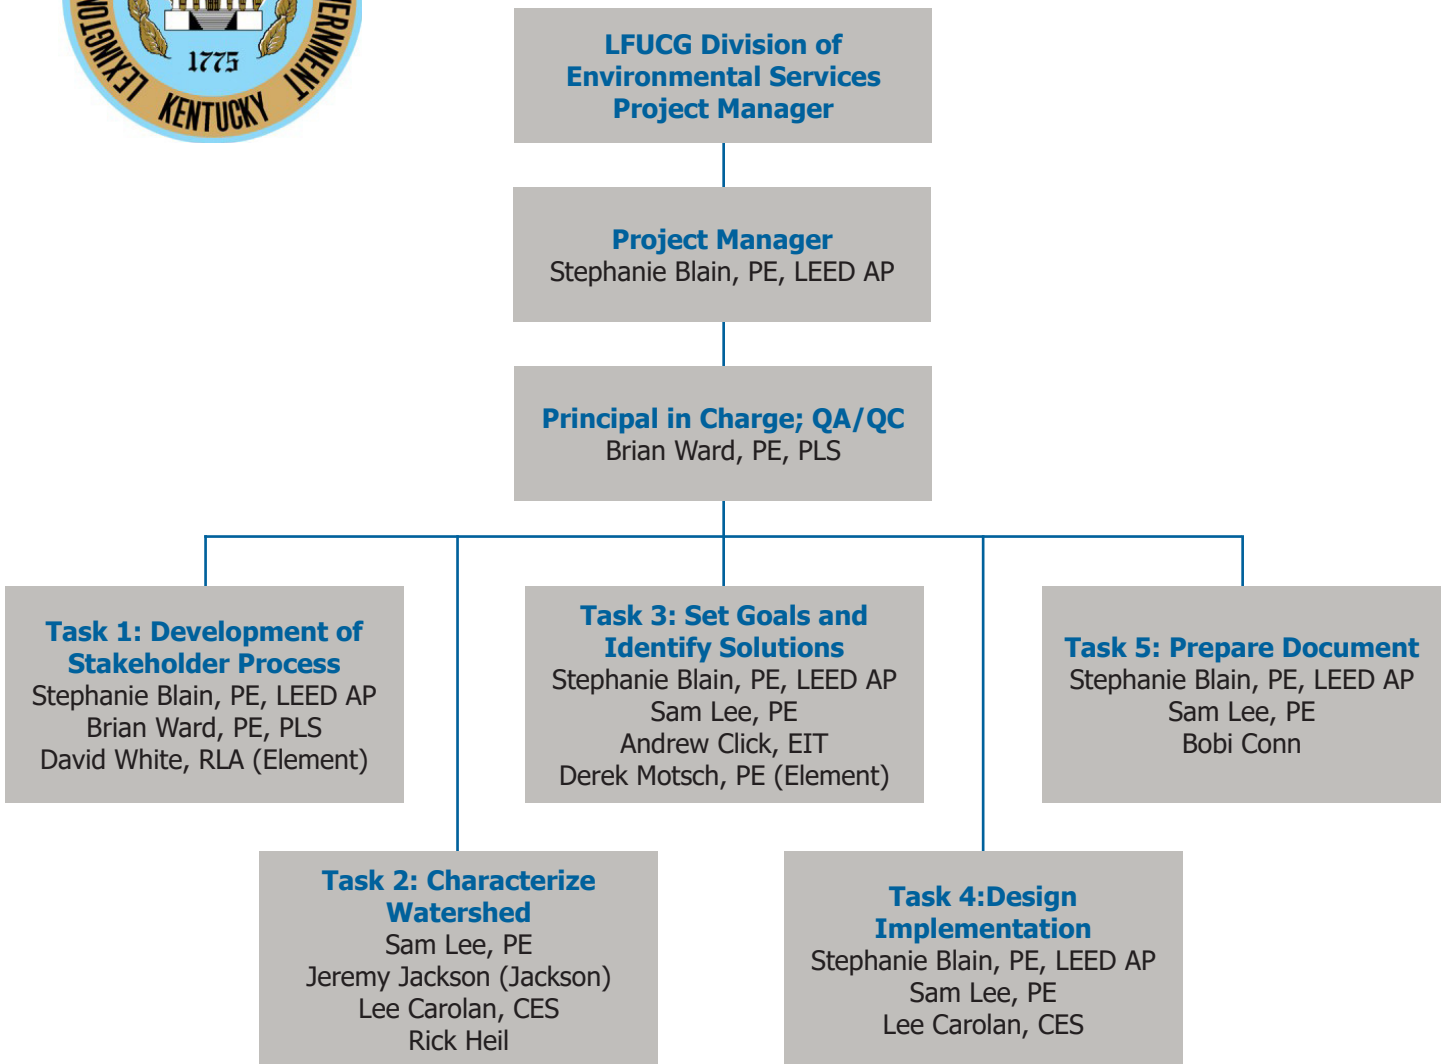 LEXINGTON
ERNMENT
1775
KENTUCKY
LFUCG Division of
Environmental Services
Project Manager
Project Manager
Stephanie Blain, PE, LEED AP
Principal in Charge; QA/QC
Brian Ward, PE, PLS
Task 1: Development of
Stakeholder Process
Stephanie Blain, PE, LEED AP
Brian Ward, PE, PLS
David White, RLA (Element)
Task 3: Set Goals and
Identify Solutions
Stephanie Blain, PE, LEED AP
Sam Lee, PE
Andrew Click, EIT
Derek Motsch, PE (Element)
Task 5: Prepare Document
Stephanie Blain, PE, LEED AP
Sam Lee, PE
Bobi Conn
Task 2: Characterize
Watershed
Sam Lee, PE
Jeremy Jackson (Jackson)
Lee Carolan, CES
Rick Heil
Task 4:Design
Implementation
Stephanie Blain, PE, LEED AP
Sam Lee, PE
Lee Carolan, CES